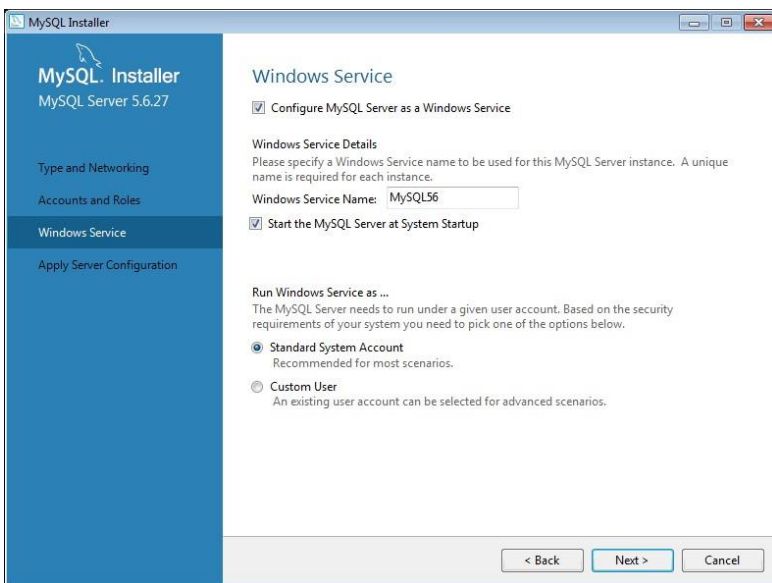 MySQL Installer
MySQL. Installer
MySQL Server 5.6.27
Type and Networking
Accounts and Roles
Windows Service
Apply Server Configuration
Windows Service
Configure MySQL Server as a Windows Service
Windows Service Details
Please specify a Windows Service name to be used for this MySQL Server instance. A unique
name is required for each instance.
Windows Service Name: MySQL56
Start the MySQL Server at System Startup
Run Windows Service as ...
The MySQL Server needs to run under a given user account. Based on the security
requirements of your system you need to pick one of the options below.
Standard System Account
Recommended for most scenarios.
Custom User
An existing user account can be selected for advanced scenarios.
< Back Next > Cancel